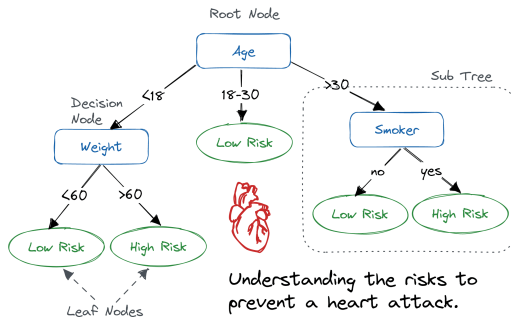 Root Node
Age
Sub Tree
<18
18-30
>30
Decision
Node
Weight
Low Risk
Smoker
<60
>60
no
yes
Low Risk
High Risk
Low Risk
High Risk
Leaf Nodes
Understanding the risks to
prevent a heart attack.